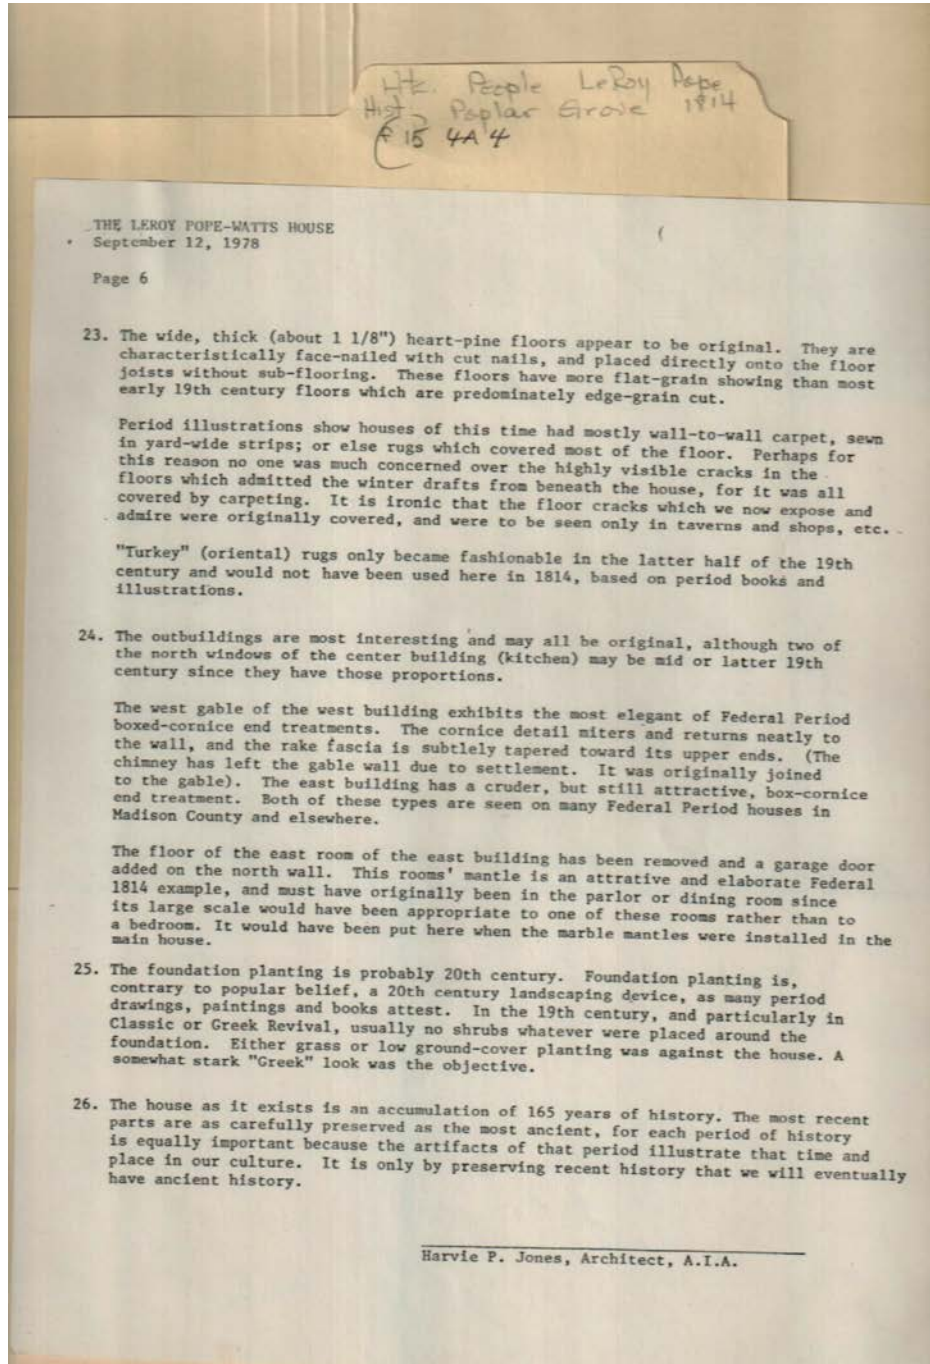 Htc. People LeRoy Pope
Hist. Poplar Grove 1814
R 15 4A 4
THE LEROY POPE-WATTS HOUSE
September 12, 1978
Page 6
23. The wide, thick (about 1 1/8") heart-pine floors appear to be original. They are
characteristically face-nailed with cut nails, and placed directly onto the floor
joists without sub-flooring. These floors have more flat-grain showing than most
early 19th century floors which are predominately edge-grain cut.
Period illustrations show houses of this time had mostly wall-to-wall carpet, sewn
in yard-wide strips; or else rugs which covered most of the floor. Perhaps for
this reason no one was much concerned over the highly visible cracks in the
floors which admitted the winter drafts from beneath the house, for it was all
covered by carpeting. It is ironic that the floor cracks which we now expose and
admire were originally covered, and were to be seen only in taverns and shops, etc.
"Turkey" (oriental) rugs only became fashionable in the latter half of the 19th
century and would not have been used here in 1814, based on period books and
illustrations.
24. The outbuildings are most interesting and may all be original, although two of
the north windows of the center building (kitchen) may be mid or latter 19th
century since they have those proportions.
The west gable of the west building exhibits the most elegant of Federal Period
boxed-cornice end treatments. The cornice detail miters and returns neatly to
the wall, and the rake fascia is subtlely tapered toward its upper ends. (The
chimney has left the gable wall due to settlement. It was originally joined
to the gable). The east building has a cruder, but still attractive, box-cornice
end treatment. Both of these types are seen on many Federal Period houses in
Madison County and elsewhere.
The floor of the east room of the east building has been removed and a garage door
added on the north wall. This rooms' mantle is an attrative and elaborate Federal
1814 example, and must have originally been in the parlor or dining room since
its large scale would have been appropriate to one of these rooms rather than to
a bedroom. It would have been put here when the marble mantles were installed in the
main house.
25. The foundation planting is probably 20th century. Foundation planting is,
contrary to popular belief, a 20th century landscaping device, as many period
drawings, paintings and books attest. In the 19th century, and particularly in
Classic or Greek Revival, usually no shrubs whatever were placed around the
foundation. Either grass or low ground-cover planting was against the house. A
somewhat stark "Greek" look was the objective.
26. The house as it exists is an accumulation of 165 years of history. The most recent
parts are as carefully preserved as the most ancient, for each period of history
is equally important because the artifacts of that period illustrate that time and
place in our culture. It is only by preserving recent history that we will eventually
have ancient history.
Harvie P. Jones, Architect, A.I.A.